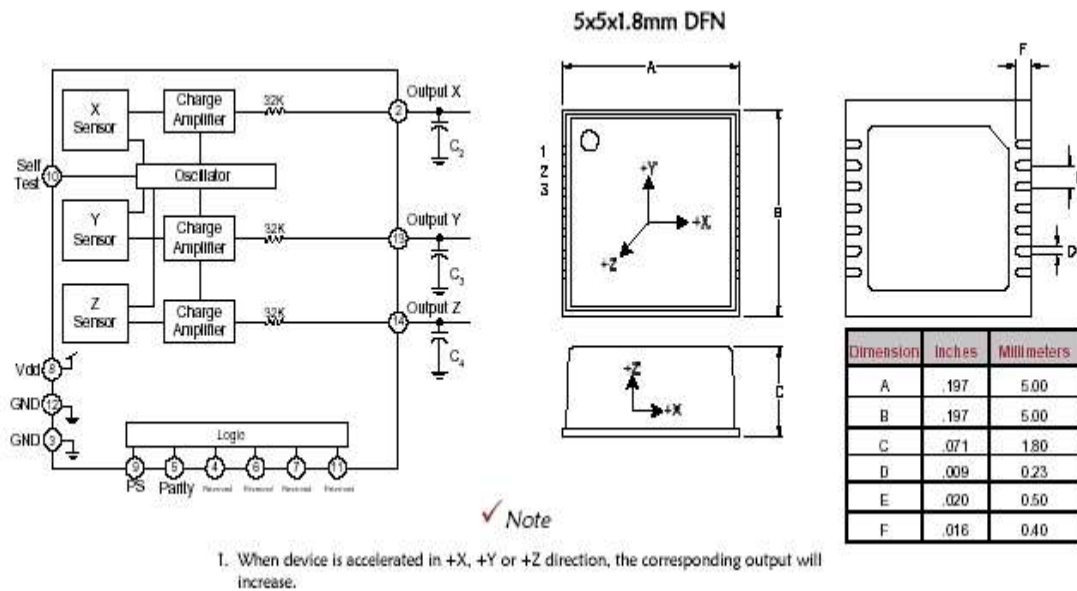 5x5x1.8mm DFN
X
Sensor
Charge
Amplifier
32K
2
Output X
C2
Self
Test
10
Oscillator
Y
Sensor
Charge
Amplifier
32K
13
Output Y
C3
Z
Sensor
Charge
Amplifier
32K
14
Output Z
C4
Vdd
8
GND
12
GND
3
Logic
9
5
4
6
7
11
PS
Parity
Reserved
Reserved
Reserved
Reserved
A
1
2
3
+Y
+X
+Z
B
+Z
+X
C
F
D
Dimension Inches Millimeters
A .197 5.00
B .197 5.00
C .071 1.80
D .009 0.23
E .020 0.50
F .016 0.40
Note
1. When device is accelerated in +X, +Y or +Z direction, the corresponding output will
increase.